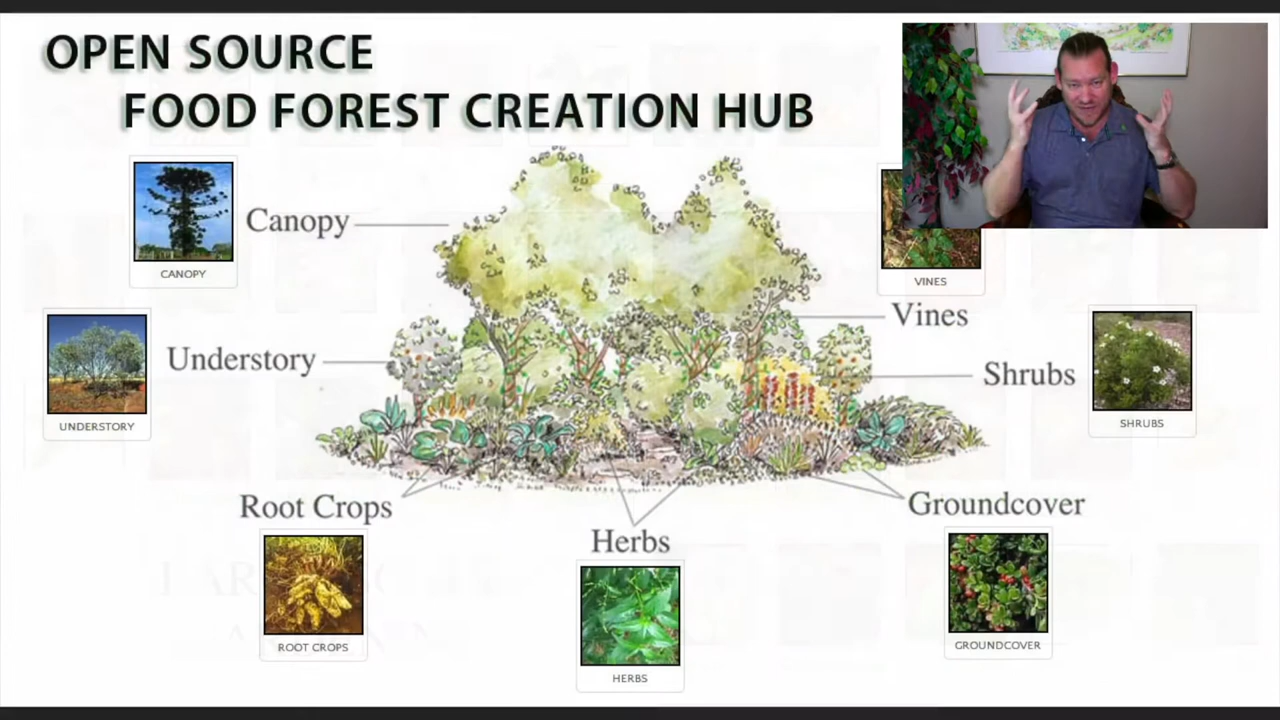 OPEN SOURCE
FOOD FOREST CREATION HUB
CANOPY
Canopy
VINES
Vines
UNDERSTORY
Understory
Shrubs
SHRUBS
Root Crops
ROOT CROPS
Herbs
HERBS
Groundcover
GROUNDCOVER